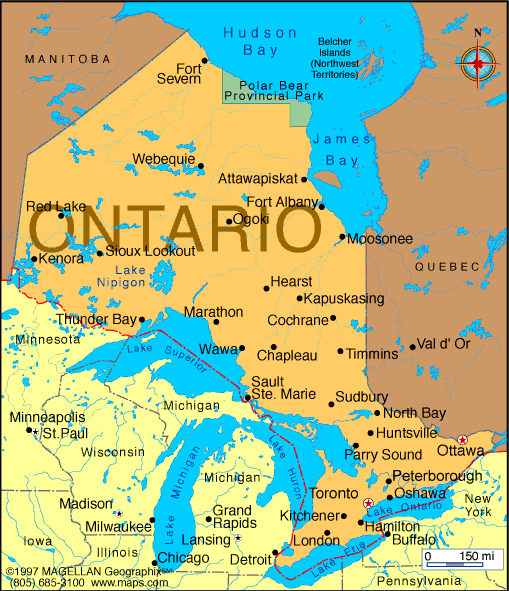 Hudson
Bay
N
Belcher
Islands
(Northwest
Territories)
MANITOBA
Fort
Severn
Polar Bear
Provincial Park
James
Bay
Webequie
Attawapiskat
Fort Albany
Red Lake
ONTARIO
Ogoki
Moosonee
Sioux Lookout
Kenora
Lake
Nipigon
QUEBEC
Hearst
Kapuskasing
Marathon
Cochrane
Thunder Bay
Minnesota
Lake Superior
Wawa
Chapleau
Timmins
Val d' Or
Sault
Ste. Marie
Michigan
Sudbury
North Bay
Minneapolis
St.Paul
Huntsville
Ottawa
Wisconsin
Lake Huron
Parry Sound
Lake Michigan
Michigan
Peterborough
Toronto
Oshawa
New
York
Madison
Grand
Rapids
Kitchener
Lake Ontario
Milwaukee
Hamilton
Iowa
Lansing
London
Buffalo
Illinois
Detroit
Lake Erie
Chicago
0 150 mi
©1997 MAGELLAN Geographix℠
(805) 685-3100 www.maps.com
Pennsylvania